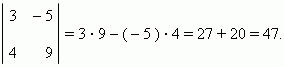 | 3 − 5 |
| 4 9 | = 3 · 9 − ( − 5 ) · 4 = 27 + 20 = 47.